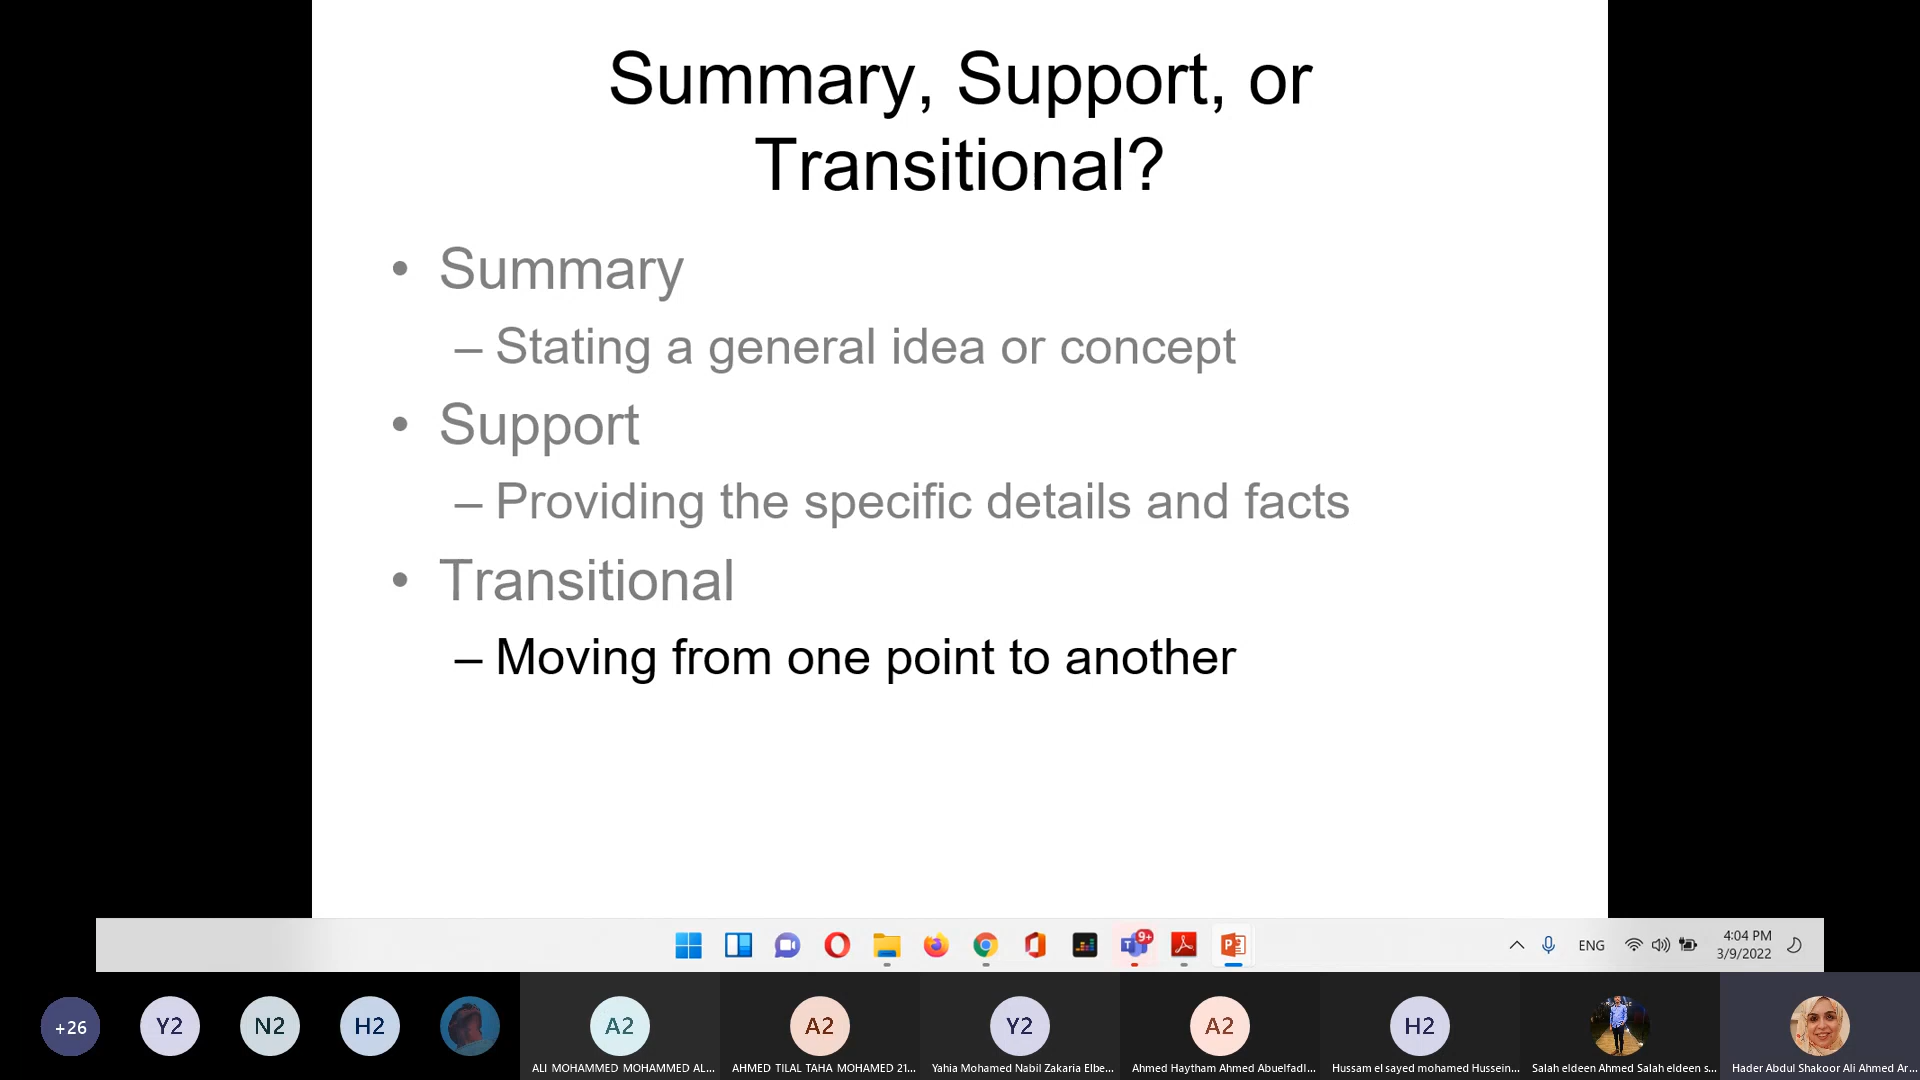 Summary, Support, or
Transitional?
• Summary
– Stating a general idea or concept
• Support
– Providing the specific details and facts
• Transitional
– Moving from one point to another
9+
ENG
4:04 PM
3/9/2022
+26
Y2
N2
H2
A2
A2
Y2
A2
H2
ALI MOHAMMED MOHAMMED AL...
AHMED TILAL TAHA MOHAMED 21...
Yahia Mohamed Nabil Zakaria Elbe...
Ahmed Haytham Ahmed Abuelfadl...
Hussam el sayed mohamed Hussein...
Salah eldeen Ahmed Salah eldeen s...
Hader Abdul Shakoor Ali Ahmed Ar...